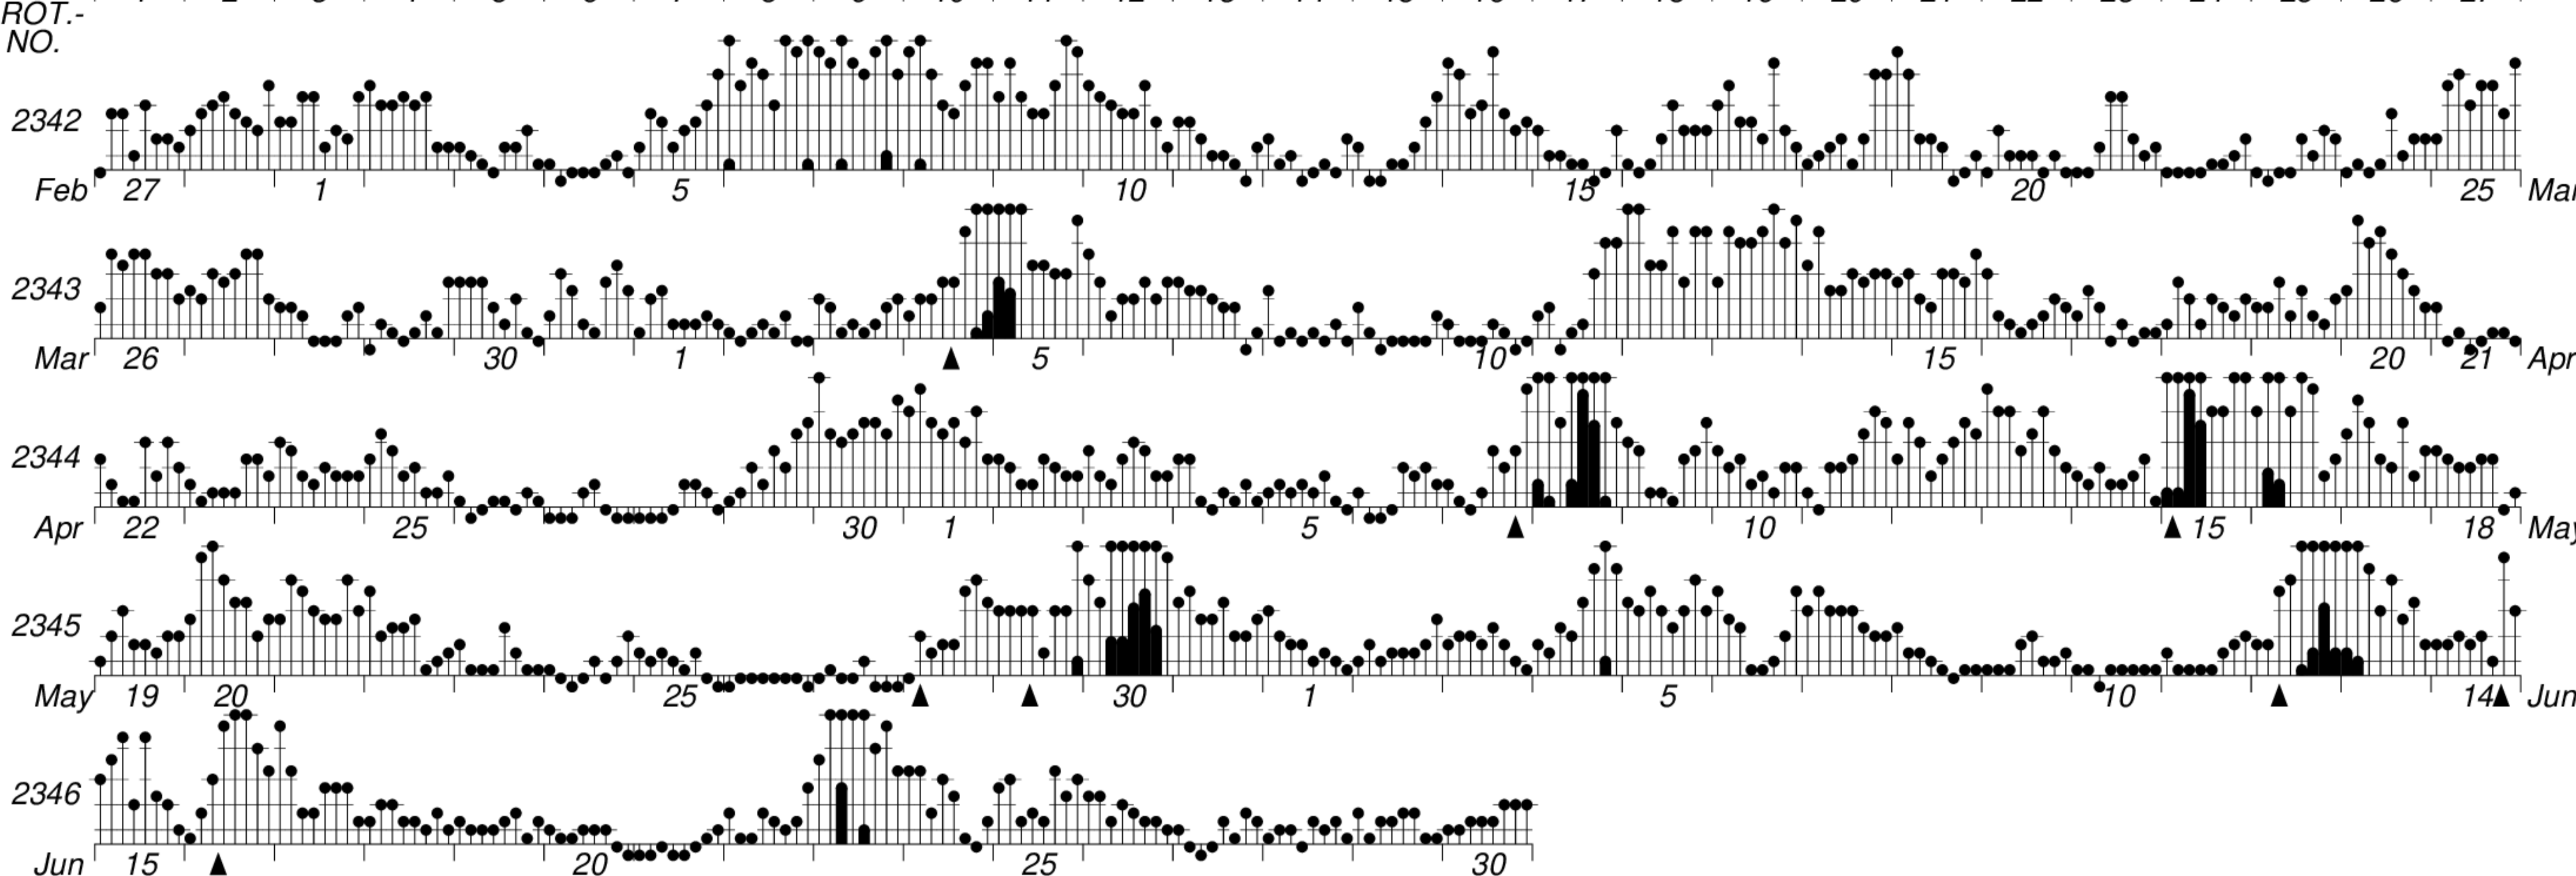 ROT.-
NO.
2342
Feb 27 1 5 10 15 20 25 Mar
2343
Mar 26 30 1 5 10 15 20 21 Apr
2344
Apr 22 25 30 1 5 10 15 18 May
2345
May 19 20 25 30 1 5 10 14 Jun
2346
Jun 15 20 25 30